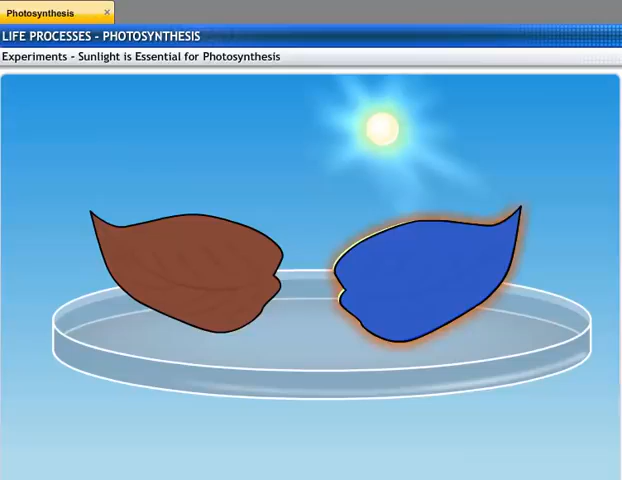 Photosynthesis
LIFE PROCESSES - PHOTOSYNTHESIS
Experiments - Sunlight is Essential for Photosynthesis